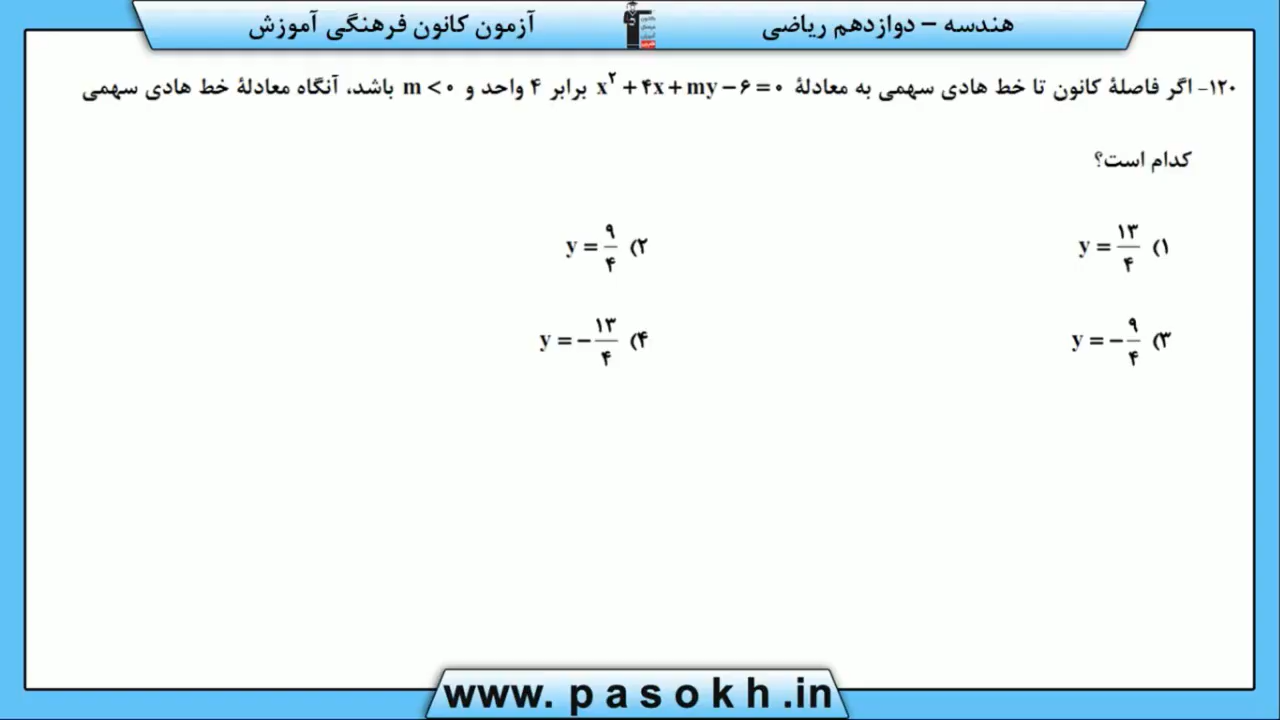 هندسه – دوازدهم ریاضی
آزمون کانون فرهنگی آموزش
۱۲۰- اگر فاصلهٔ کانون تا خط هادی سهمی به معادلهٔ x² + ۴x + my − ۶ = ۰ برابر ۴ واحد و m < ۰ باشد، آنگاه معادلهٔ خط هادی سهمی
کدام است؟
۱) y = ۱۳/۴ ۲) y = ۹/۴
۳) y = −۹/۴ ۴) y = −۱۳/۴
www. p a s o k h .in